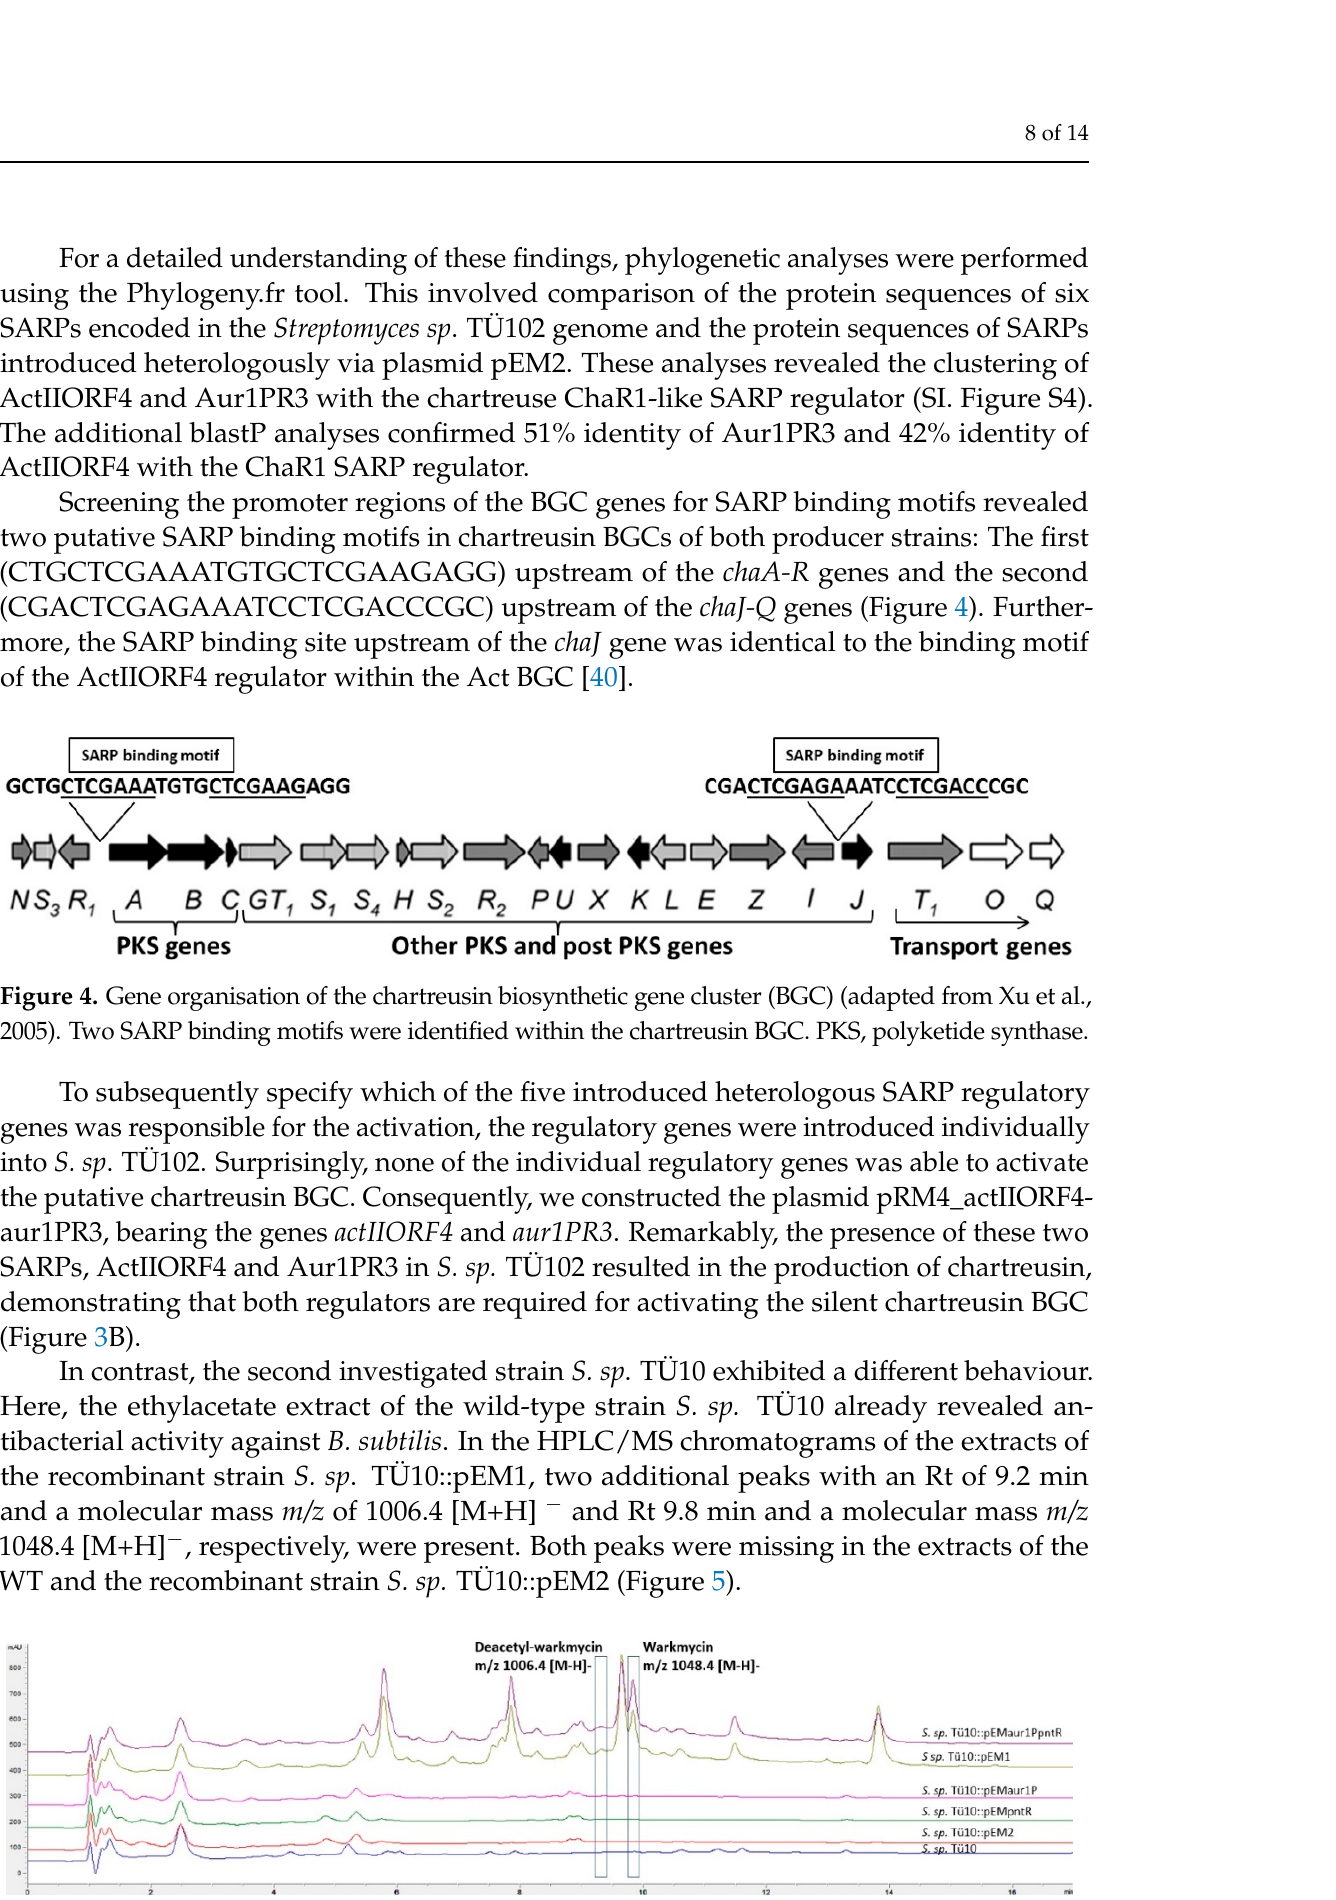 8 of 14
For a detailed understanding of these findings, phylogenetic analyses were performed
using the Phylogeny.fr tool. This involved comparison of the protein sequences of six
SARPs encoded in the Streptomyces sp. TÜ102 genome and the protein sequences of SARPs
introduced heterologously via plasmid pEM2. These analyses revealed the clustering of
ActIIORF4 and Aur1PR3 with the chartreuse ChaR1-like SARP regulator (SI. Figure S4).
The additional blastP analyses confirmed 51% identity of Aur1PR3 and 42% identity of
ActIIORF4 with the ChaR1 SARP regulator.
Screening the promoter regions of the BGC genes for SARP binding motifs revealed
two putative SARP binding motifs in chartreusin BGCs of both producer strains: The first
(CTGCTCGAAATGTGCTCGAAGAGG) upstream of the chaA-R genes and the second
(CGACTCGAGAAATCCTCGACCCGC) upstream of the chaJ-Q genes (Figure 4). Further-
more, the SARP binding site upstream of the chaJ gene was identical to the binding motif
of the ActIIORF4 regulator within the Act BGC [40].
SARP binding motif SARP binding motif
GCTGCTCGAAATGTGCTCGAAGAGG CGACTCGAGAAATCCTCGACCCGC
N S3 R1 A B C GT1 S1 S4 H S2 R2 P U X K L E Z I J T1 O Q
PKS genes Other PKS and post PKS genes Transport genes
Figure 4. Gene organisation of the chartreusin biosynthetic gene cluster (BGC) (adapted from Xu et al.,
2005). Two SARP binding motifs were identified within the chartreusin BGC. PKS, polyketide synthase.
To subsequently specify which of the five introduced heterologous SARP regulatory
genes was responsible for the activation, the regulatory genes were introduced individually
into S. sp. TÜ102. Surprisingly, none of the individual regulatory genes was able to activate
the putative chartreusin BGC. Consequently, we constructed the plasmid pRM4_actIIORF4-
aur1PR3, bearing the genes actIIORF4 and aur1PR3. Remarkably, the presence of these two
SARPs, ActIIORF4 and Aur1PR3 in S. sp. TÜ102 resulted in the production of chartreusin,
demonstrating that both regulators are required for activating the silent chartreusin BGC
(Figure 3B).
In contrast, the second investigated strain S. sp. TÜ10 exhibited a different behaviour.
Here, the ethylacetate extract of the wild-type strain S. sp. TÜ10 already revealed an-
tibacterial activity against B. subtilis. In the HPLC/MS chromatograms of the extracts of
the recombinant strain S. sp. TÜ10::pEM1, two additional peaks with an Rt of 9.2 min
and a molecular mass m/z of 1006.4 [M+H] − and Rt 9.8 min and a molecular mass m/z
1048.4 [M+H]−, respectively, were present. Both peaks were missing in the extracts of the
WT and the recombinant strain S. sp. TÜ10::pEM2 (Figure 5).
mAU
Deacetyl-warkmycin Warkmycin
m/z 1006.4 [M-H]- m/z 1048.4 [M-H]-
800
700
600
500
400
300
200
100
0
S. sp. Tü10::pEMaur1PpntR
S sp. Tü10::pEM1
S. sp. Tü10::pEMaur1P
S. sp. Tü10::pEMpntR
S. sp. Tü10::pEM2
S. sp. Tü10
0 2 4 6 8 10 12 14 16